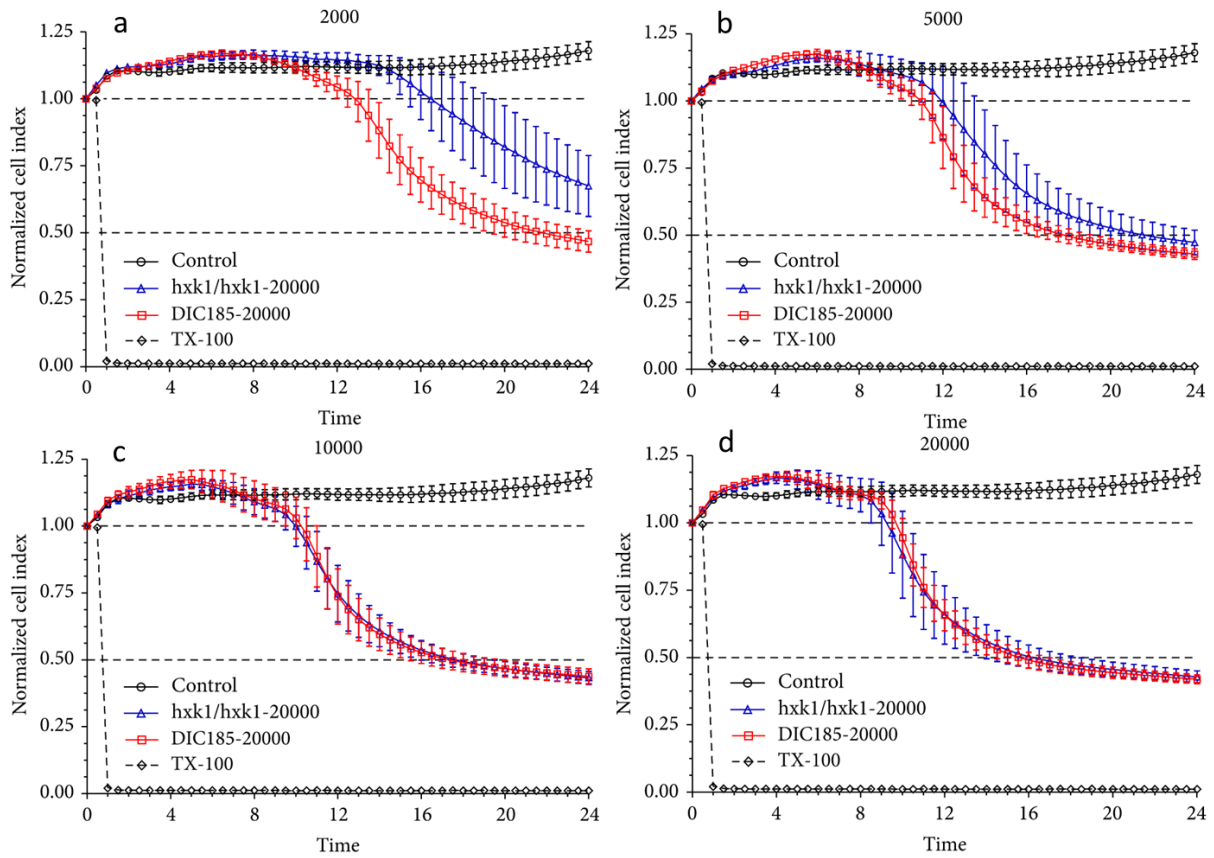 a
2000
1.25
1.00
0.75
0.50
0.25
0.00
Normalized cell index
Control
hxk1/hxk1-20000
DIC185-20000
TX-100
0 4 8 12 16 20 24
Time
b
5000
1.25
1.00
0.75
0.50
0.25
0.00
Normalized cell index
Control
hxk1/hxk1-20000
DIC185-20000
TX-100
0 4 8 12 16 20 24
Time
c
10000
1.25
1.00
0.75
0.50
0.25
0.00
Normalized cell index
Control
hxk1/hxk1-20000
DIC185-20000
TX-100
0 4 8 12 16 20 24
Time
d
20000
1.25
1.00
0.75
0.50
0.25
0.00
Normalized cell index
Control
hxk1/hxk1-20000
DIC185-20000
TX-100
0 4 8 12 16 20 24
Time